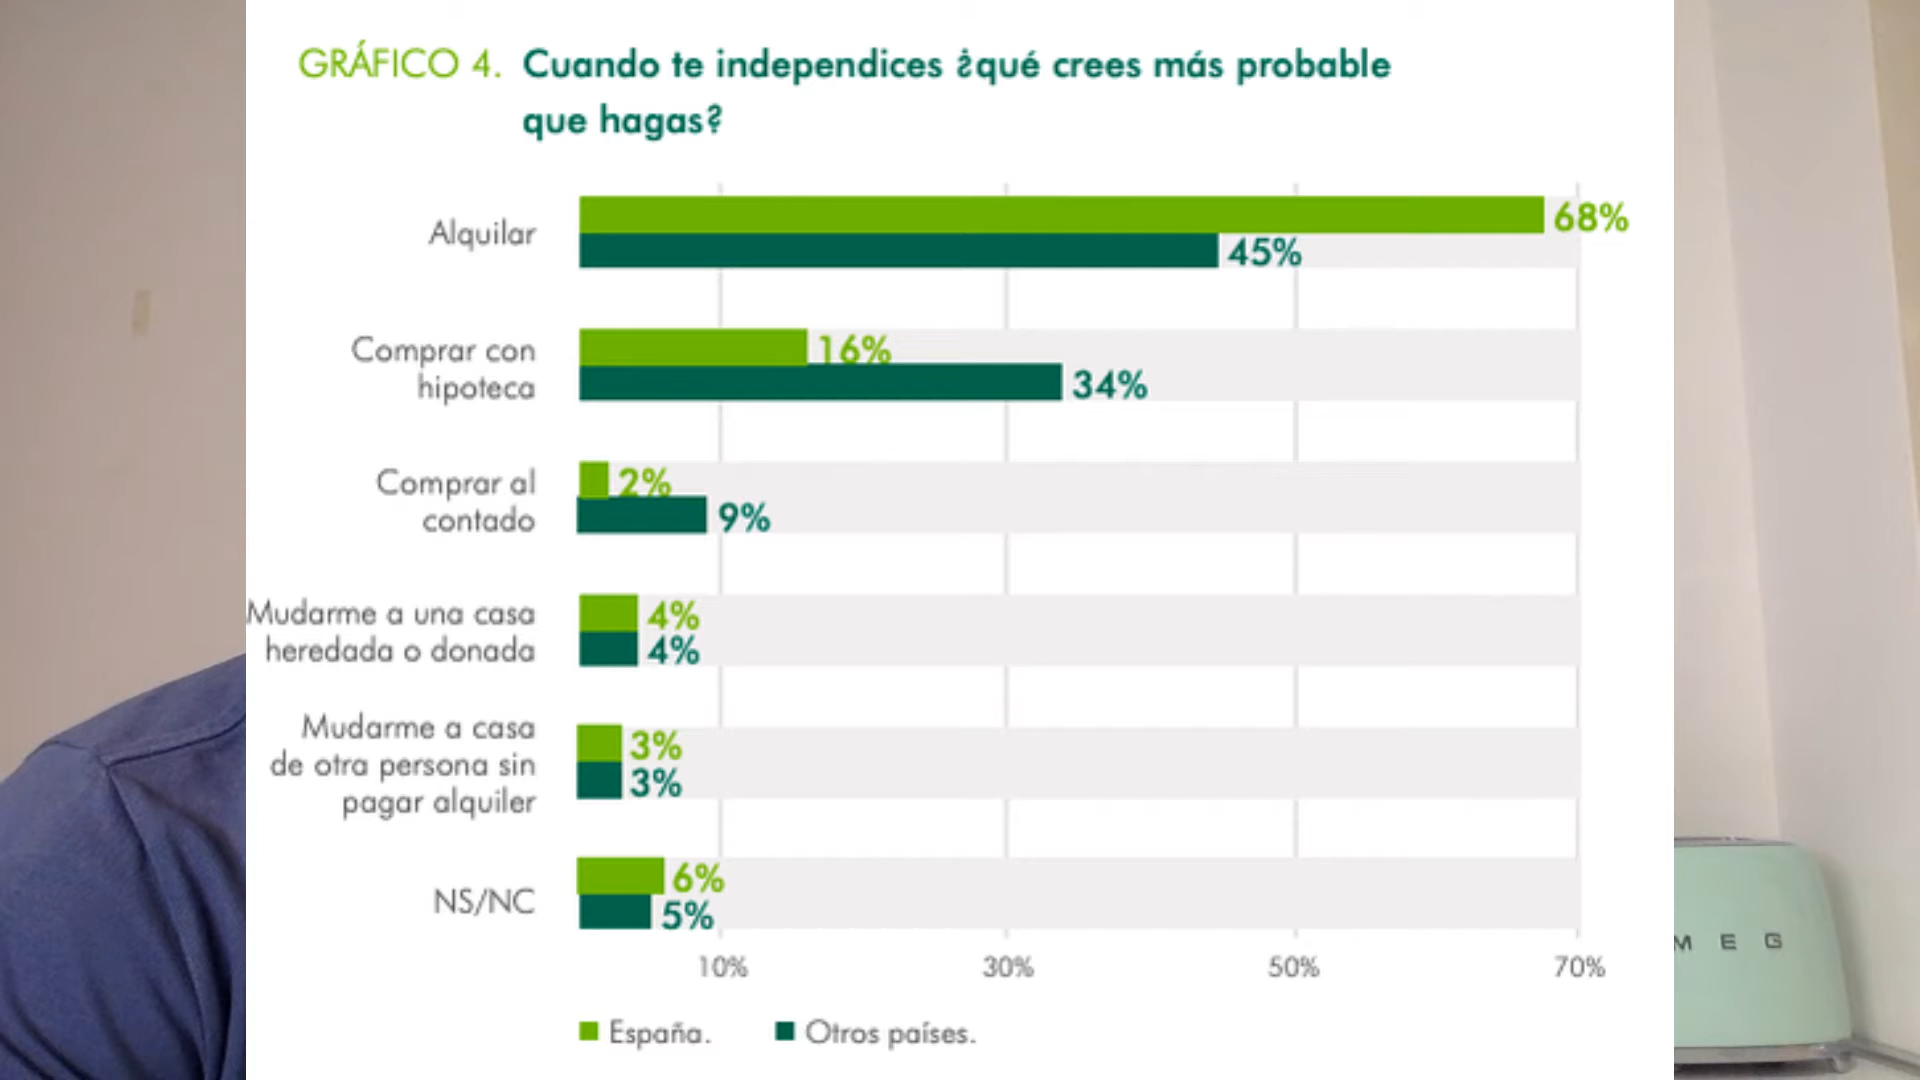 GRÁFICO 4. Cuando te independices ¿qué crees más probable
que hagas?
Alquilar
68%
45%
Comprar con
hipoteca
16%
34%
Comprar al
contado
2%
9%
Mudarme a una casa
heredada o donada
4%
4%
Mudarme a casa
de otra persona sin
pagar alquiler
3%
3%
NS/NC
6%
5%
10% 30% 50% 70%
España. Otros países.
MEG